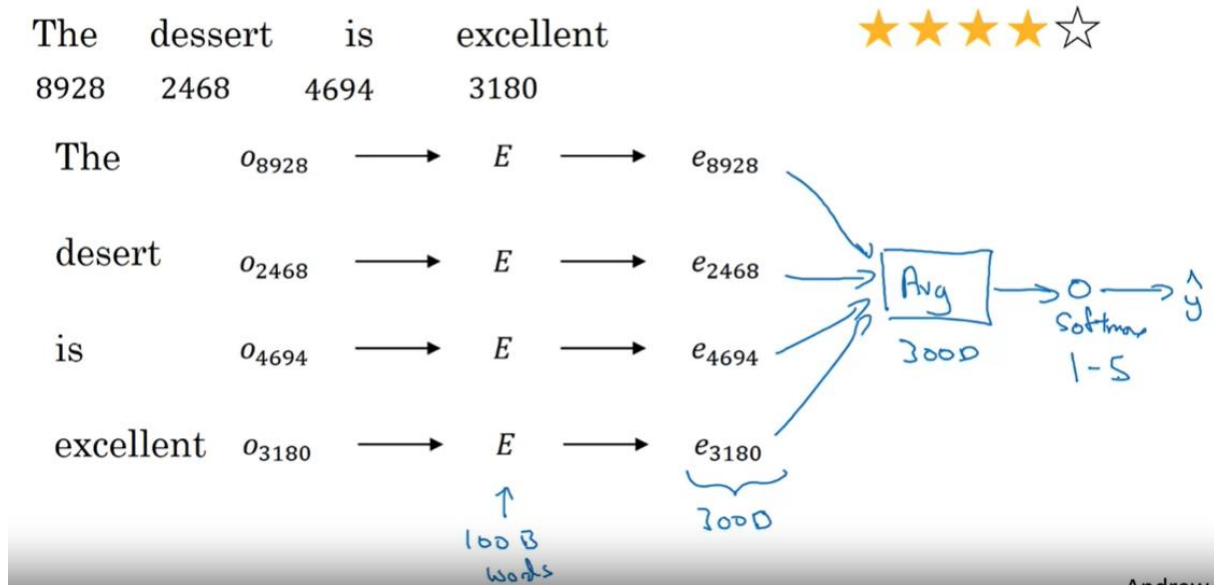 The dessert is excellent
8928 2468 4694 3180
The o8928 E e8928
desert o2468 E e2468
Avg
ŷ
Softmax
is o4694 E e4694
300D
1-5
excellent o3180 E e3180
300D
100 B
words
Andrew